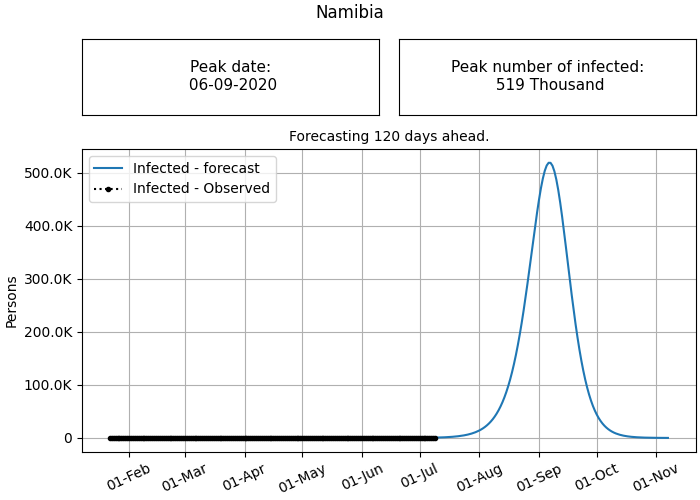 Namibia
Peak date:
06-09-2020
Peak number of infected:
519 Thousand
Forecasting 120 days ahead.
Infected - forecast
Infected - Observed
Persons
500.0K
400.0K
300.0K
200.0K
100.0K
0
01-Feb
01-Mar
01-Apr
01-May
01-Jun
01-Jul
01-Aug
01-Sep
01-Oct
01-Nov